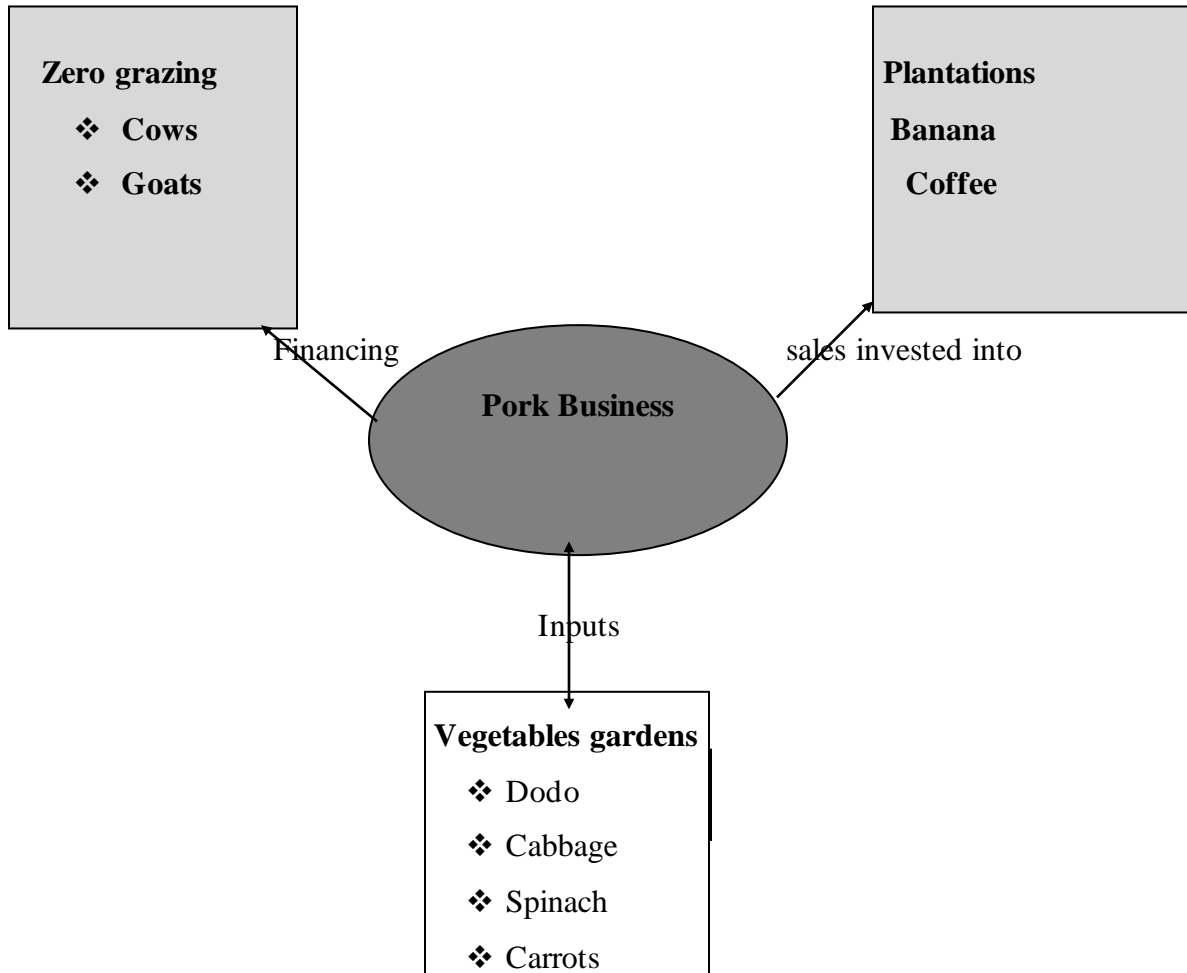 Zero grazing
❖ Cows
❖ Goats
Plantations
Banana
Coffee
Financing
sales invested into
Pork Business
Inputs
Vegetables gardens
❖ Dodo
❖ Cabbage
❖ Spinach
❖ Carrots